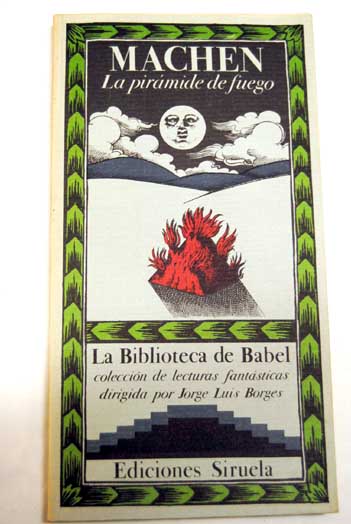 MACHEN
La pirámide de fuego
La Biblioteca de Babel
colección de lecturas fantásticas
dirigida por Jorge Luis Borges
Ediciones Siruela